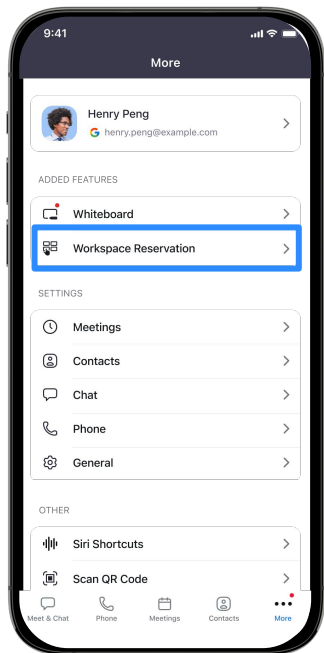 9:41
More
Henry Peng
henry.peng@example.com
ADDED FEATURES
Whiteboard
Workspace Reservation
SETTINGS
Meetings
Contacts
Chat
Phone
General
OTHER
Siri Shortcuts
Scan QR Code
Meet & Chat Phone Meetings Contacts More